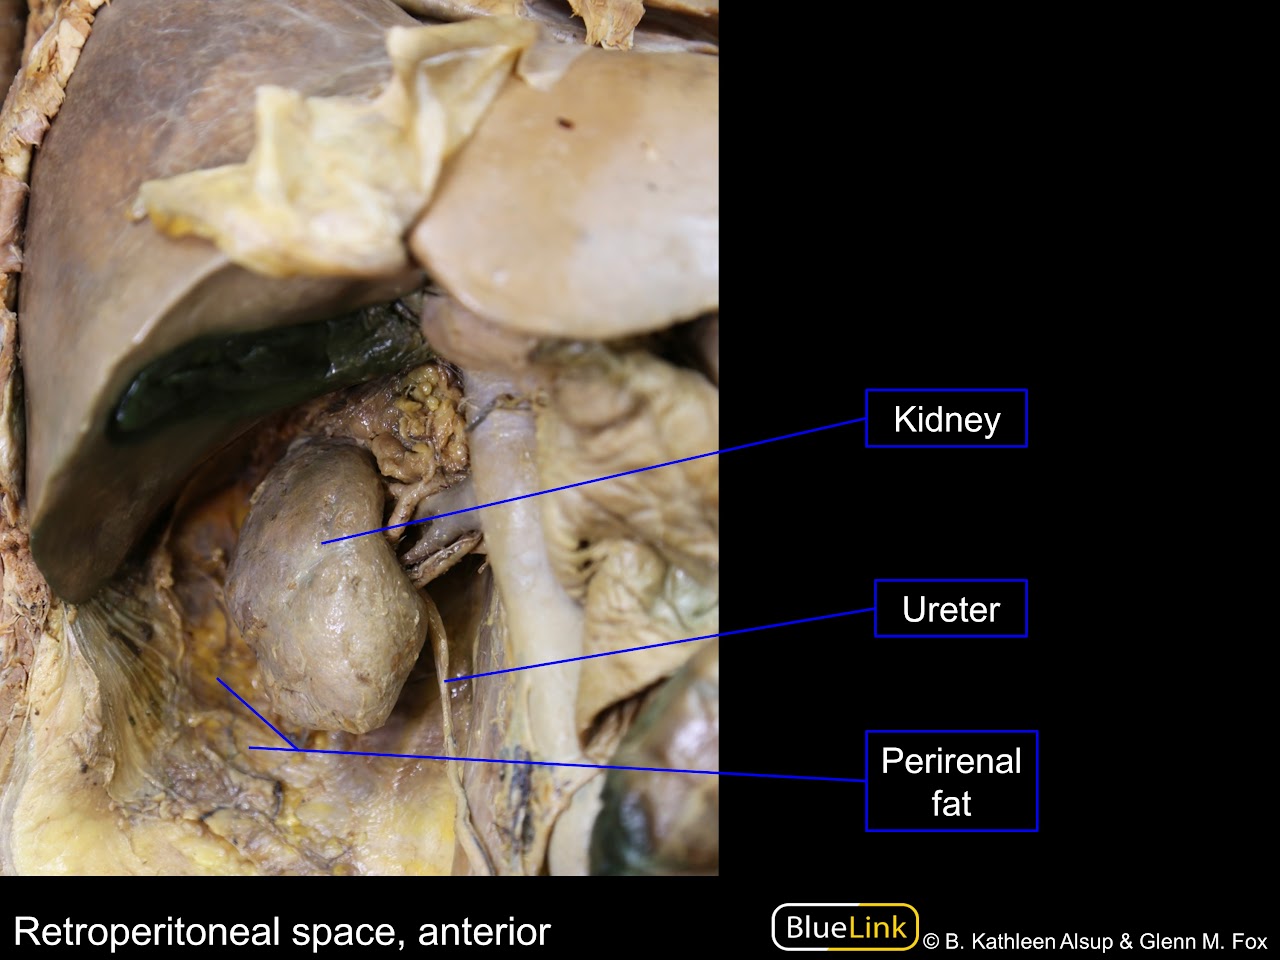 Kidney
Ureter
Perirenal
fat
Retroperitoneal space, anterior
BlueLink
© B. Kathleen Alsup & Glenn M. Fox